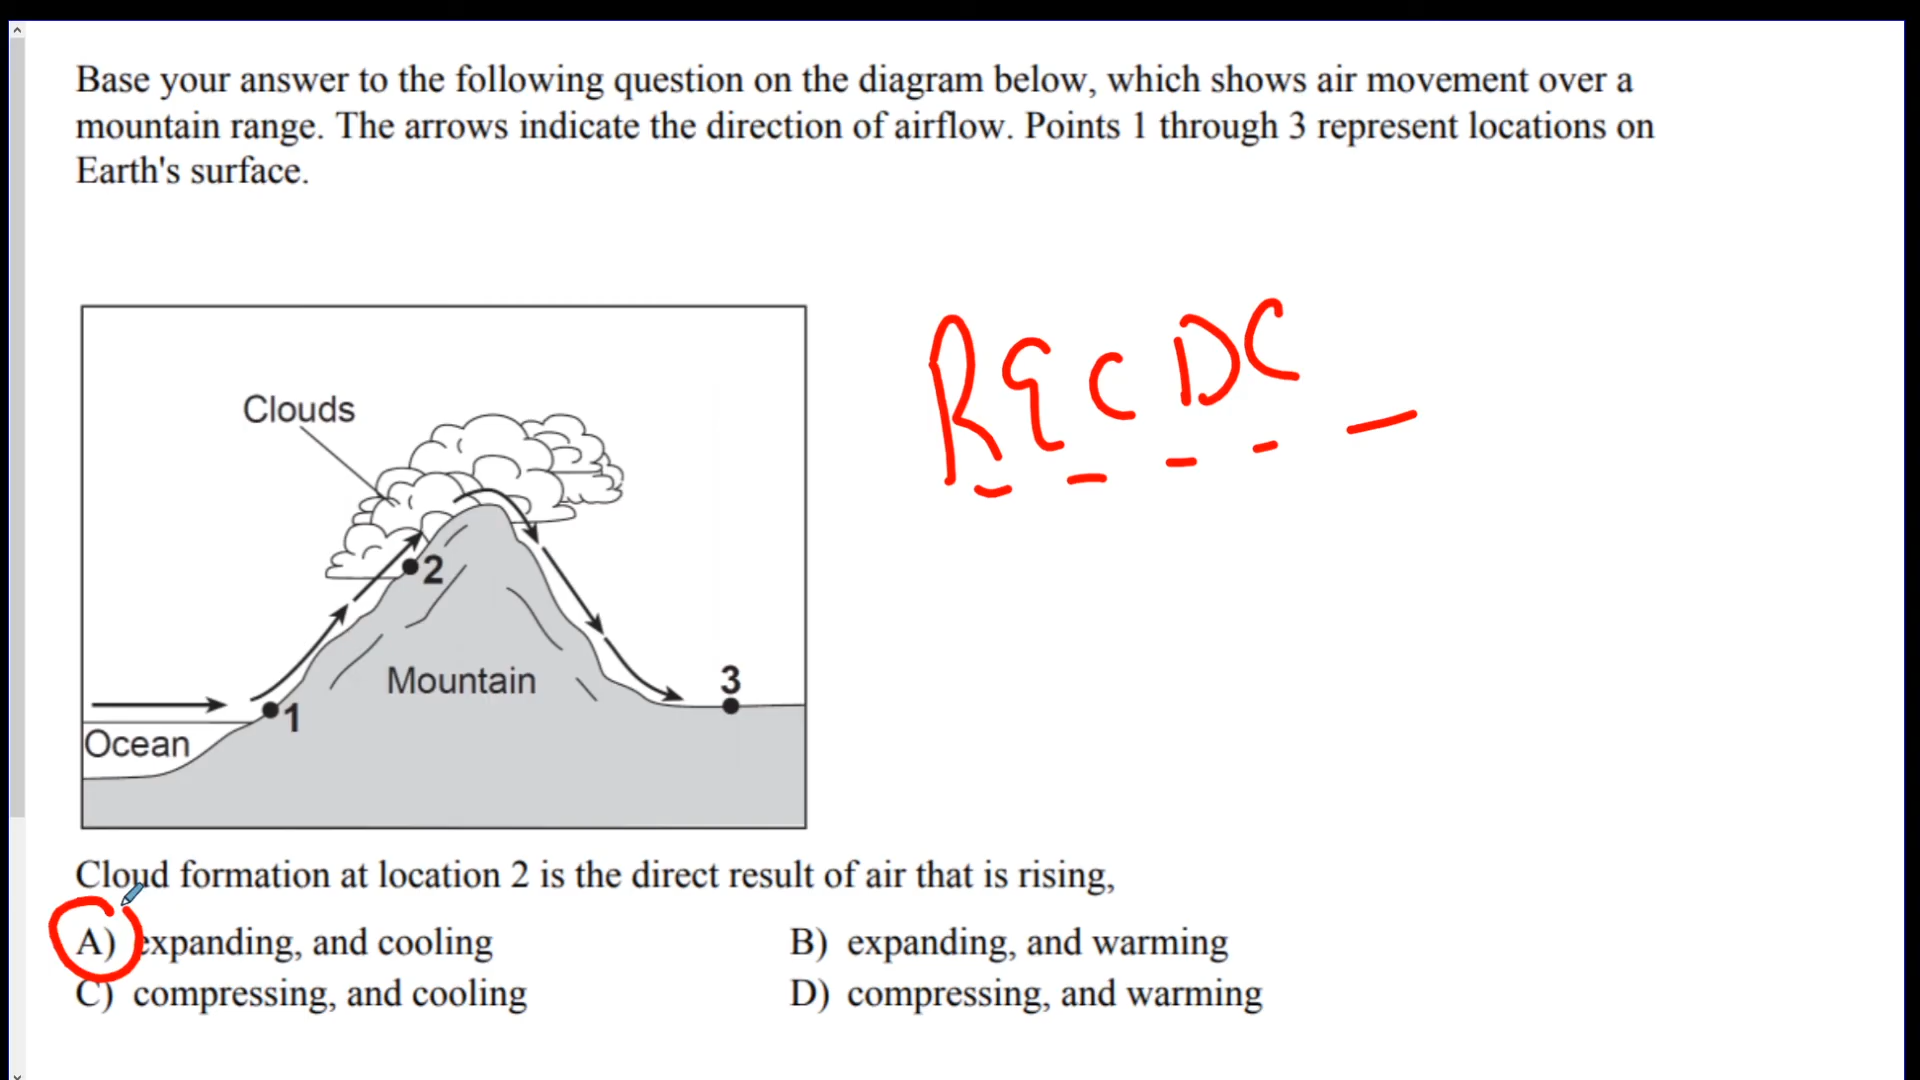 Base your answer to the following question on the diagram below, which shows air movement over a
mountain range. The arrows indicate the direction of airflow. Points 1 through 3 represent locations on
Earth's surface.
RECDC
Clouds
2
Mountain
3
1
Ocean
Cloud formation at location 2 is the direct result of air that is rising,
A) expanding, and cooling
B) expanding, and warming
C) compressing, and cooling
D) compressing, and warming